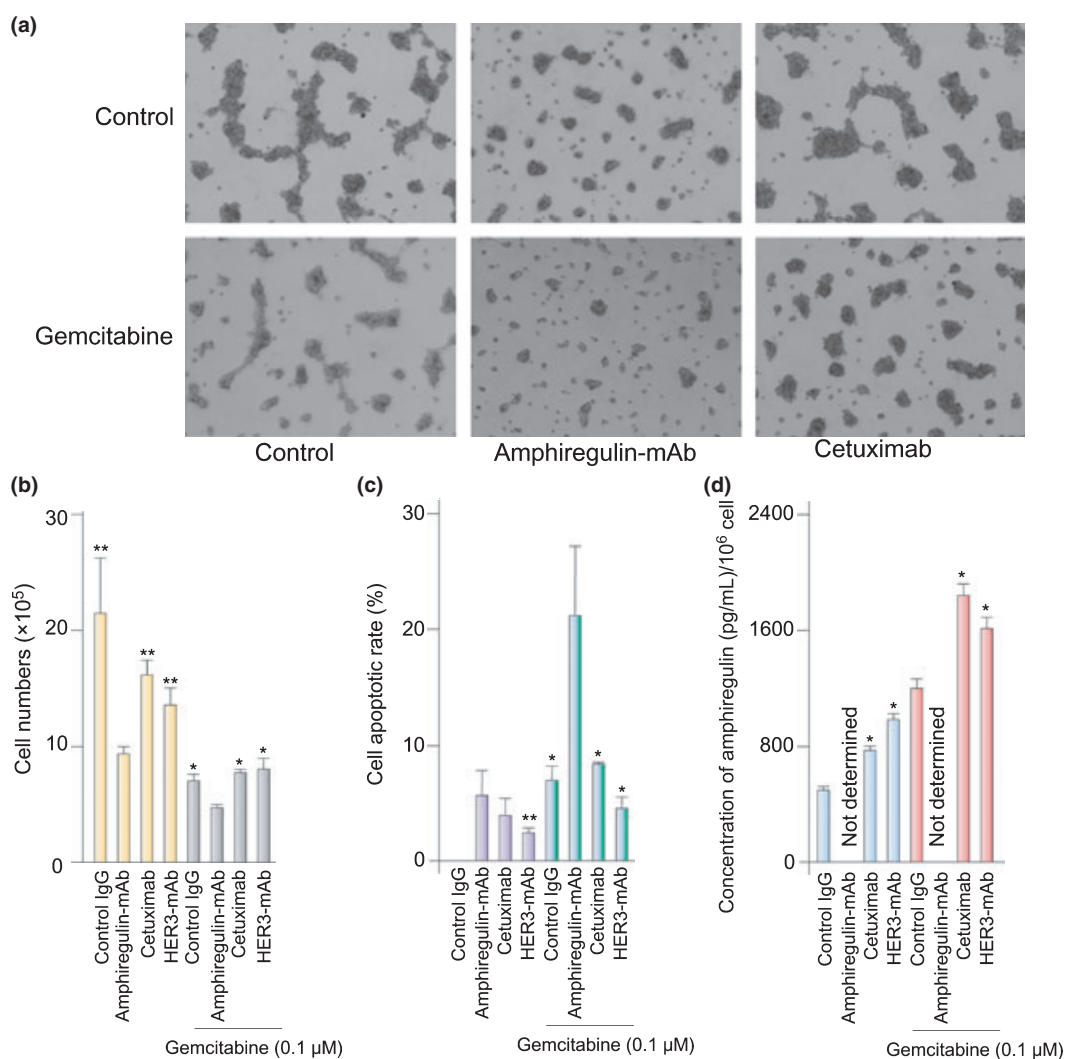 (a)
Control
Gemcitabine
Control
Amphiregulin-mAb
Cetuximab
(b)
Cell numbers (×10⁵)
30
20
10
0
**
**
**
*
*
*
Control IgG
Amphiregulin-mAb
Cetuximab
HER3-mAb
Control IgG
Amphiregulin-mAb
Cetuximab
HER3-mAb
Gemcitabine (0.1 µM)
(c)
Cell apoptotic rate (%)
30
20
10
0
**
*
*
*
Control IgG
Amphiregulin-mAb
Cetuximab
HER3-mAb
Control IgG
Amphiregulin-mAb
Cetuximab
HER3-mAb
Gemcitabine (0.1 µM)
(d)
Concentration of amphiregulin (pg/mL)/10⁶ cell
2400
1600
800
0
Not determined
*
*
Not determined
*
*
Control IgG
Amphiregulin-mAb
Cetuximab
HER3-mAb
Control IgG
Amphiregulin-mAb
Cetuximab
HER3-mAb
Gemcitabine (0.1 µM)